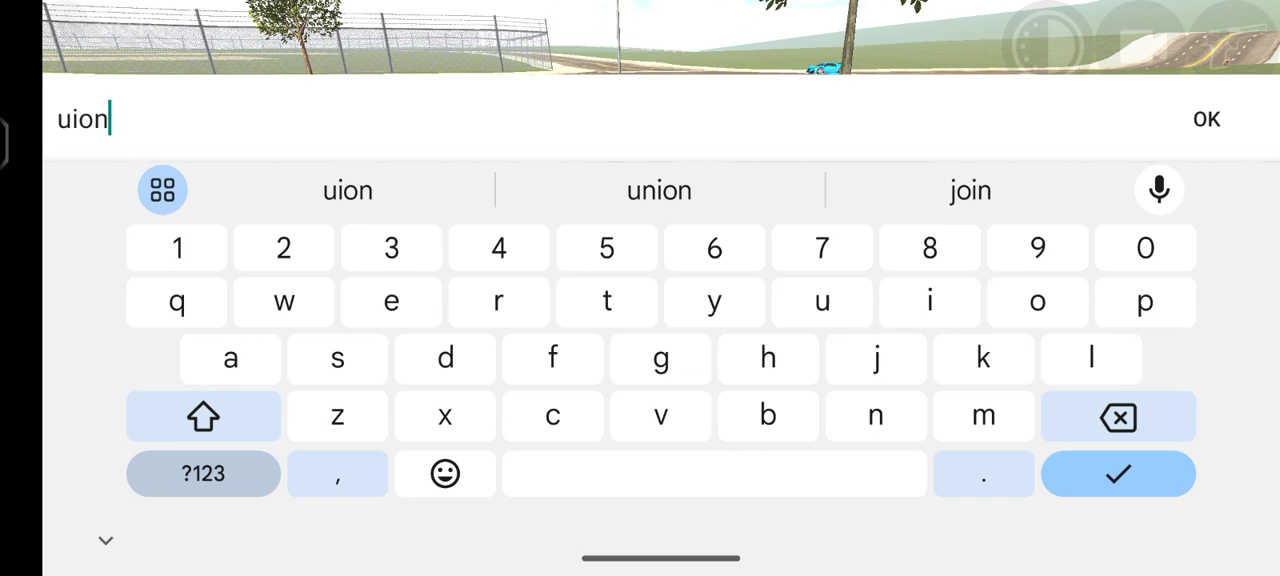 uion
OK
uion union join
1 2 3 4 5 6 7 8 9 0
q w e r t y u i o p
a s d f g h j k l
z x c v b n m
?123 , .